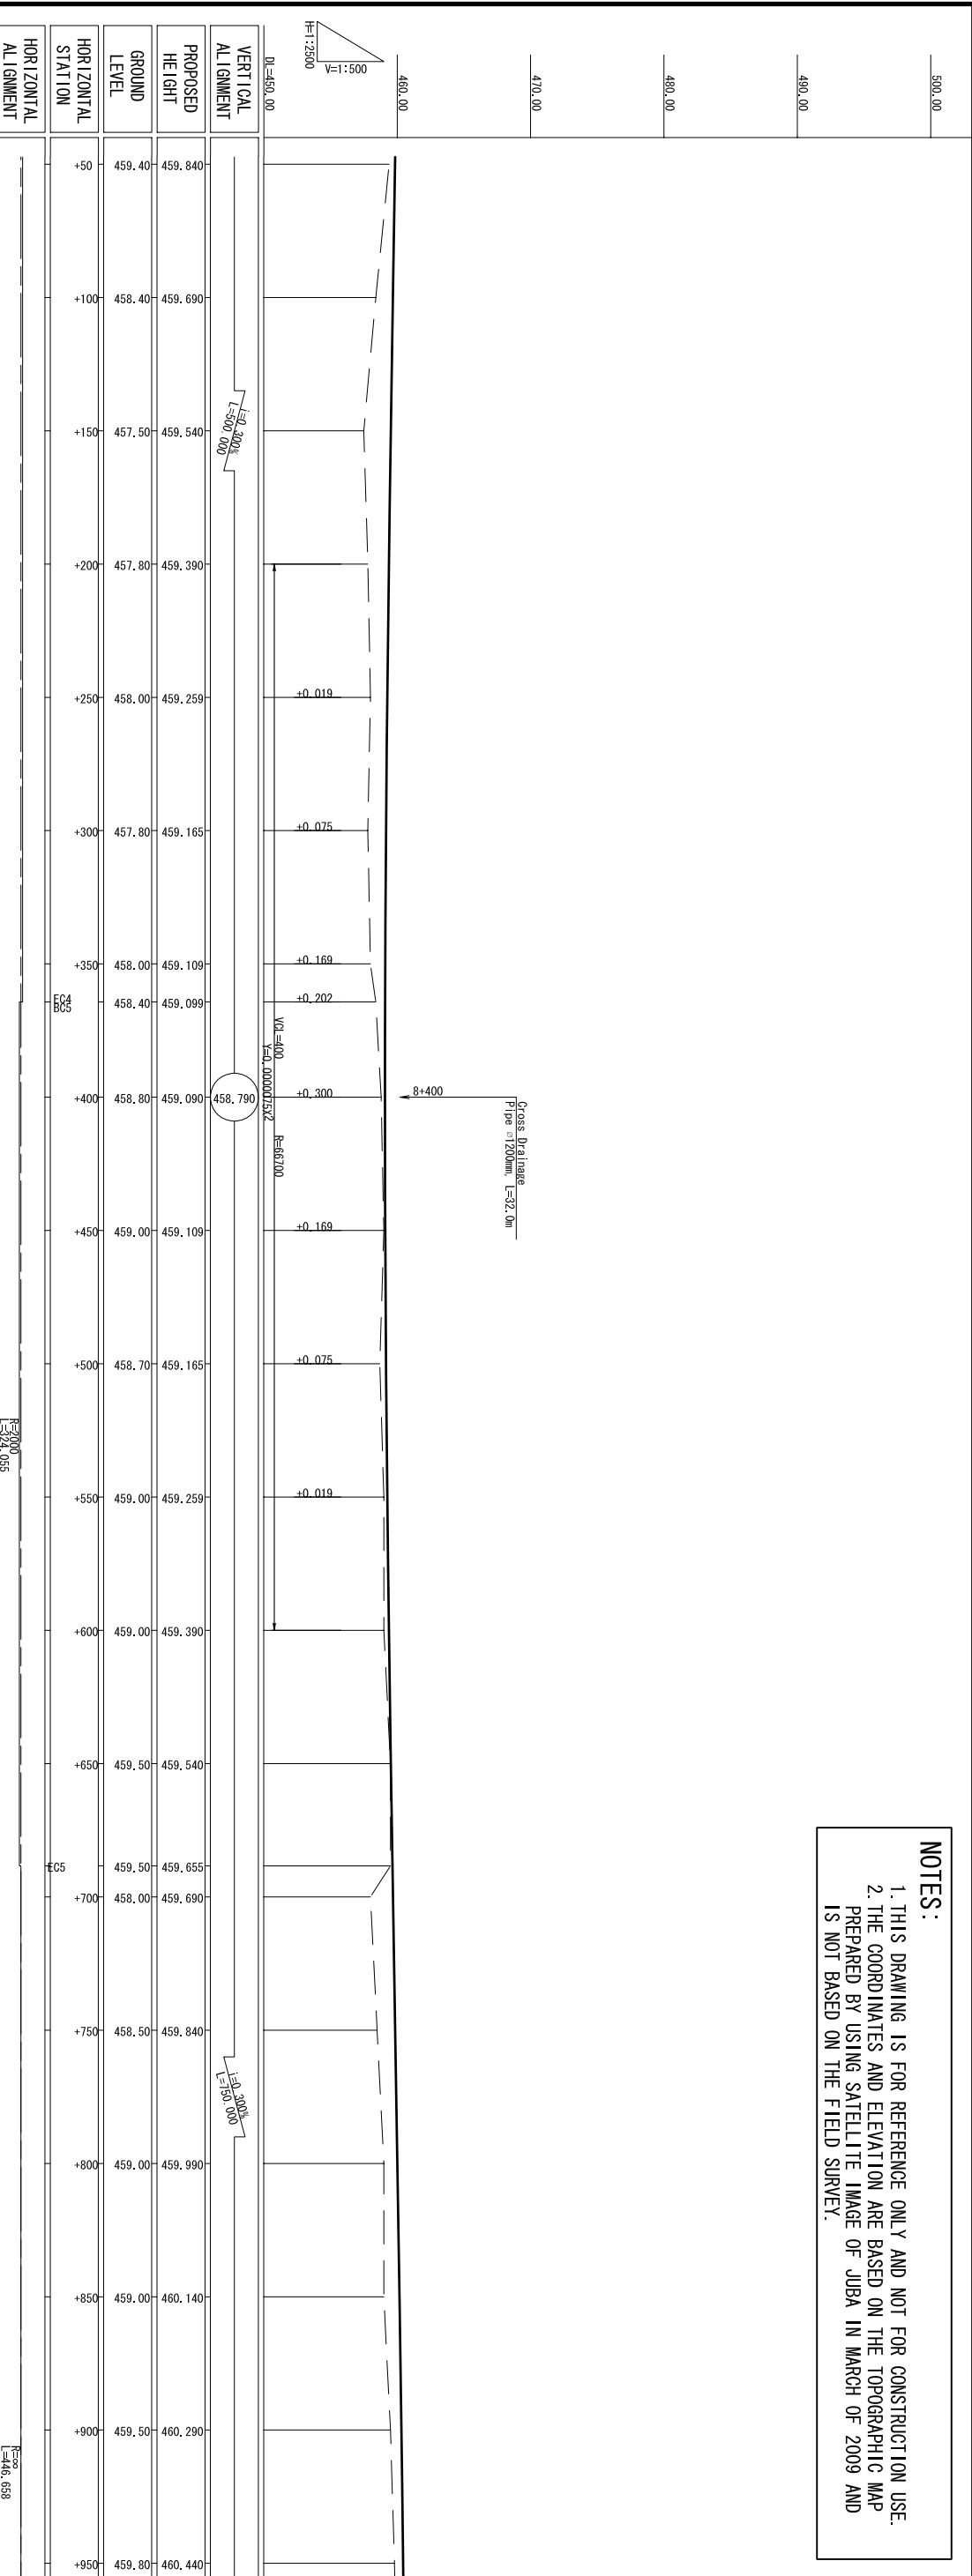 500.00
490.00
480.00
470.00
460.00
V=1:500
H=1:2500
DL=450.00
NOTES:
1. THIS DRAWING IS FOR REFERENCE ONLY AND NOT FOR CONSTRUCTION USE.
2. THE COORDINATES AND ELEVATION ARE BASED ON THE TOPOGRAPHIC MAP
PREPARED BY USING SATELLITE IMAGE OF JUBA IN MARCH OF 2009 AND
IS NOT BASED ON THE FIELD SURVEY.
Cross Drainage
Pipe ⌀1200mm, L=32.0m
8+400
+0.019
+0.075
+0.169
+0.202
+0.300
+0.169
+0.075
+0.019
VCL=400
R=66700
Y=0.0000075X2
VERTICAL
ALIGNMENT
i=0.300%
L=500.000
458.790
i=0.300%
L=750.000
PROPOSED
HEIGHT
459.840
459.690
459.540
459.390
459.259
459.165
459.109
459.099
459.090
459.109
459.165
459.259
459.390
459.540
459.655
459.690
459.840
459.990
460.140
460.290
460.440
GROUND
LEVEL
459.40
458.40
457.50
457.80
458.00
457.80
458.00
458.40
458.80
459.00
458.70
459.00
459.00
459.50
459.50
458.00
458.50
459.00
459.00
459.50
459.80
HORIZONTAL
STATION
+50
+100
+150
+200
+250
+300
+350
EC4
BC5
+400
+450
+500
+550
+600
+650
EC5
+700
+750
+800
+850
+900
+950
HORIZONTAL
ALIGNMENT
R=2000
L=324.055
R=∞
L=446.658